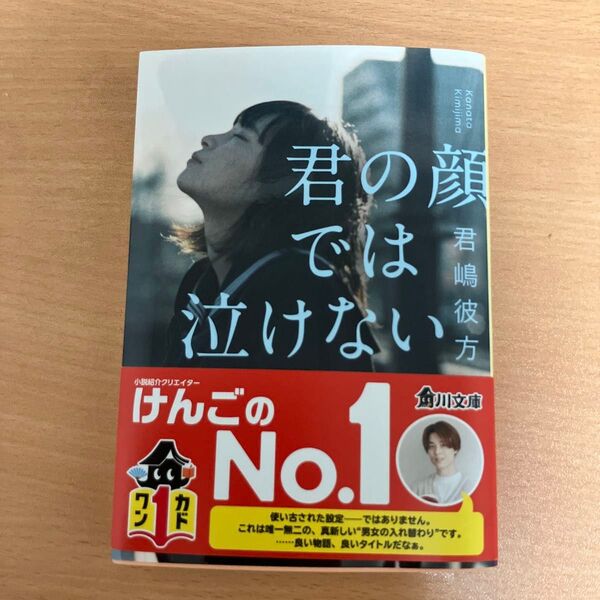 Kanata
Kimijima
君の顔
では
泣けない
君嶋彼方
小説紹介クリエイター
けんごの
No.1
角川文庫
カド
1
ワン
使い古された設定――ではありません。
これは唯一無二の、真新しい“男女の入れ替わり”です。
……良い物語、良いタイトルだなぁ。